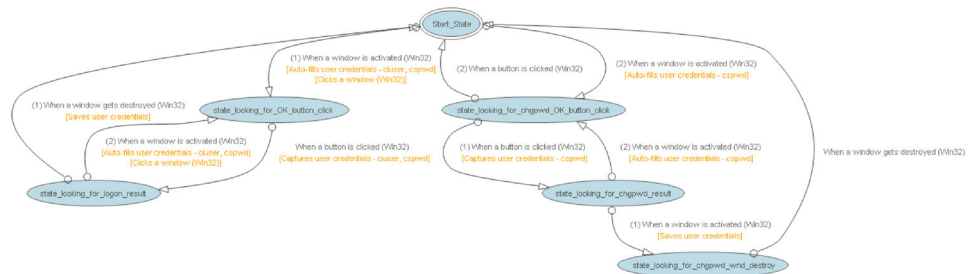 Start_State
(1) When a window is activated (Win32)
[Auto-fills user credentials - ciuser, cspwd]
[Clicks a window (Win32)]
(2) When a button is clicked (Win32)
(2) When a window is activated (Win32)
[Auto-fills user credentials - cspwd]
(1) When a window gets destroyed (Win32)
[Saves user credentials]
state_looking_for_OK_button_click
state_looking_for_chgpwd_OK_button_click
(2) When a window is activated (Win32)
[Auto-fills user credentials - ciuser, cspwd]
[Clicks a window (Win32)]
When a button is clicked (Win32)
[Captures user credentials - ciuser, cspwd]
(1) When a button is clicked (Win32)
[Captures user credentials - cspwd]
(2) When a window is activated (Win32)
[Auto-fills user credentials - cspwd]
When a window gets destroyed (Win32)
state_looking_for_logon_result
state_looking_for_chgpwd_result
(1) When a window is activated (Win32)
[Saves user credentials]
state_looking_for_chgpwd_wnd_destroy